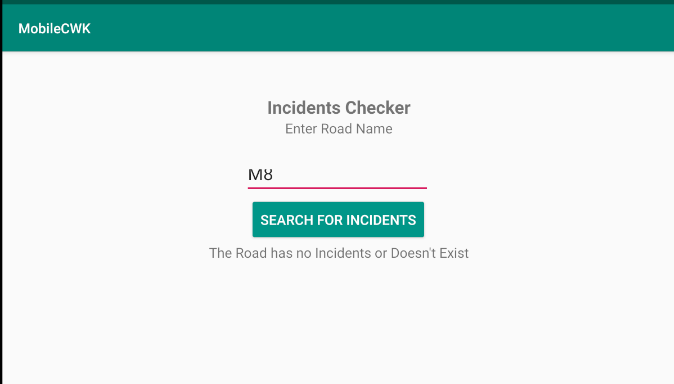 MobileCWK
Incidents Checker
Enter Road Name
M8
SEARCH FOR INCIDENTS
The Road has no Incidents or Doesn't Exist